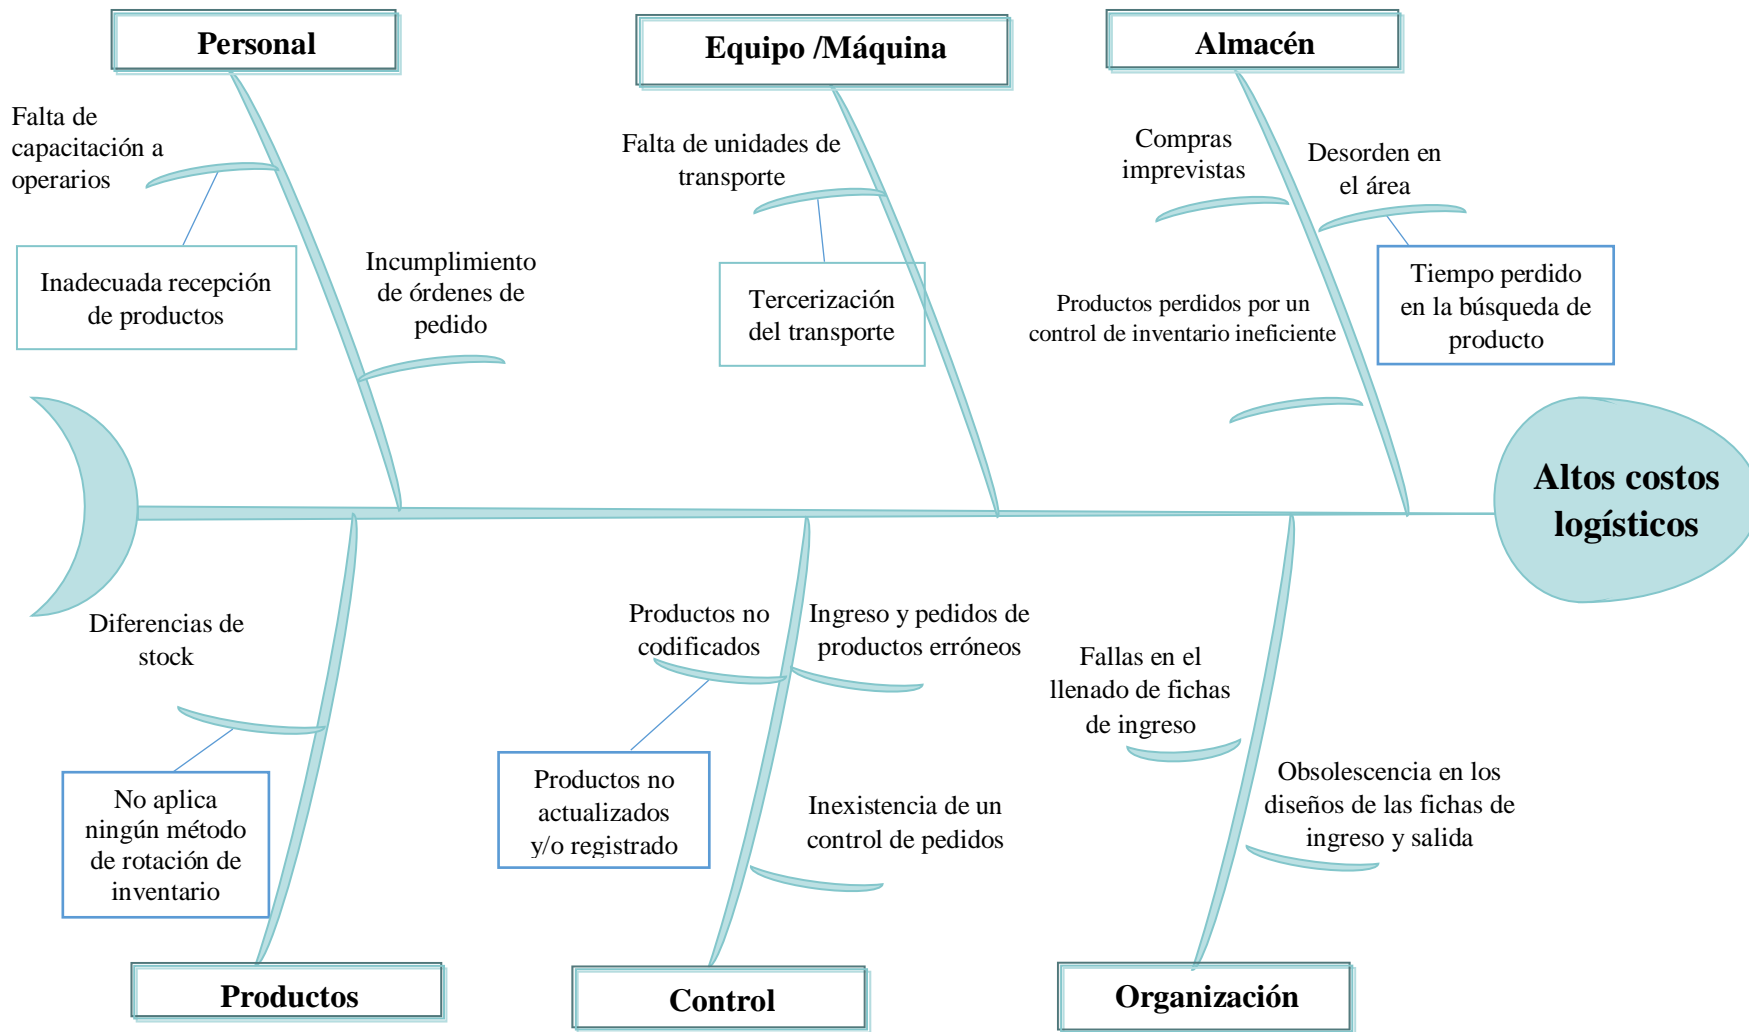 Personal
Equipo /Máquina
Almacén
Falta de
capacitación a
operarios
Inadecuada recepción
de productos
Incumplimiento
de órdenes de
pedido
Falta de unidades de
transporte
Tercerización
del transporte
Compras
imprevistas
Desorden en
el área
Tiempo perdido
en la búsqueda de
producto
Productos perdidos por un
control de inventario ineficiente
Altos costos
logísticos
Diferencias de
stock
No aplica
ningún método
de rotación de
inventario
Productos no
codificados
Productos no
actualizados
y/o registrado
Ingreso y pedidos de
productos erróneos
Inexistencia de un
control de pedidos
Fallas en el
llenado de fichas
de ingreso
Obsolescencia en los
diseños de las fichas de
ingreso y salida
Productos
Control
Organización